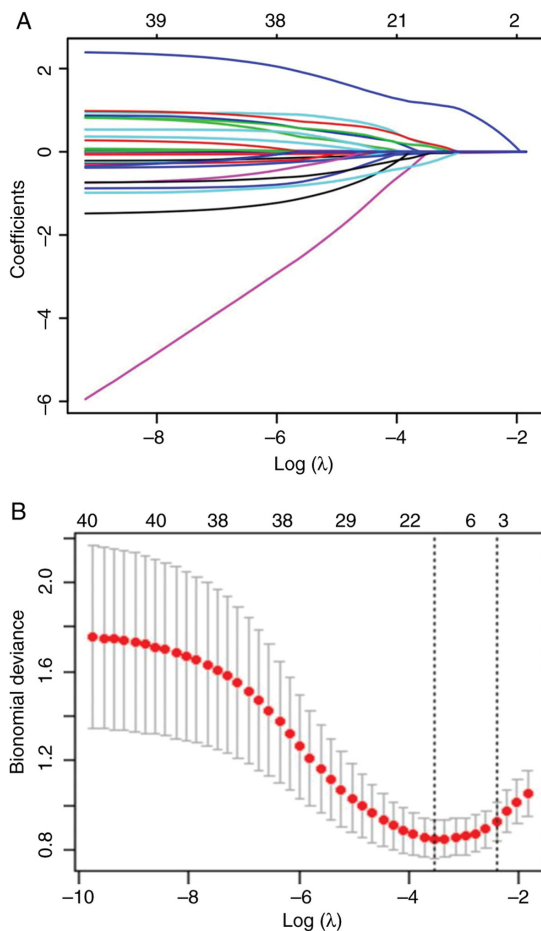 A
39 38 21 2
2
0
−2
−4
−6
Coefficients
−8 −6 −4 −2
Log (λ)
B
40 40 38 38 29 22 6 3
2.0
1.6
1.2
0.8
Bionomial deviance
−10 −8 −6 −4 −2
Log (λ)